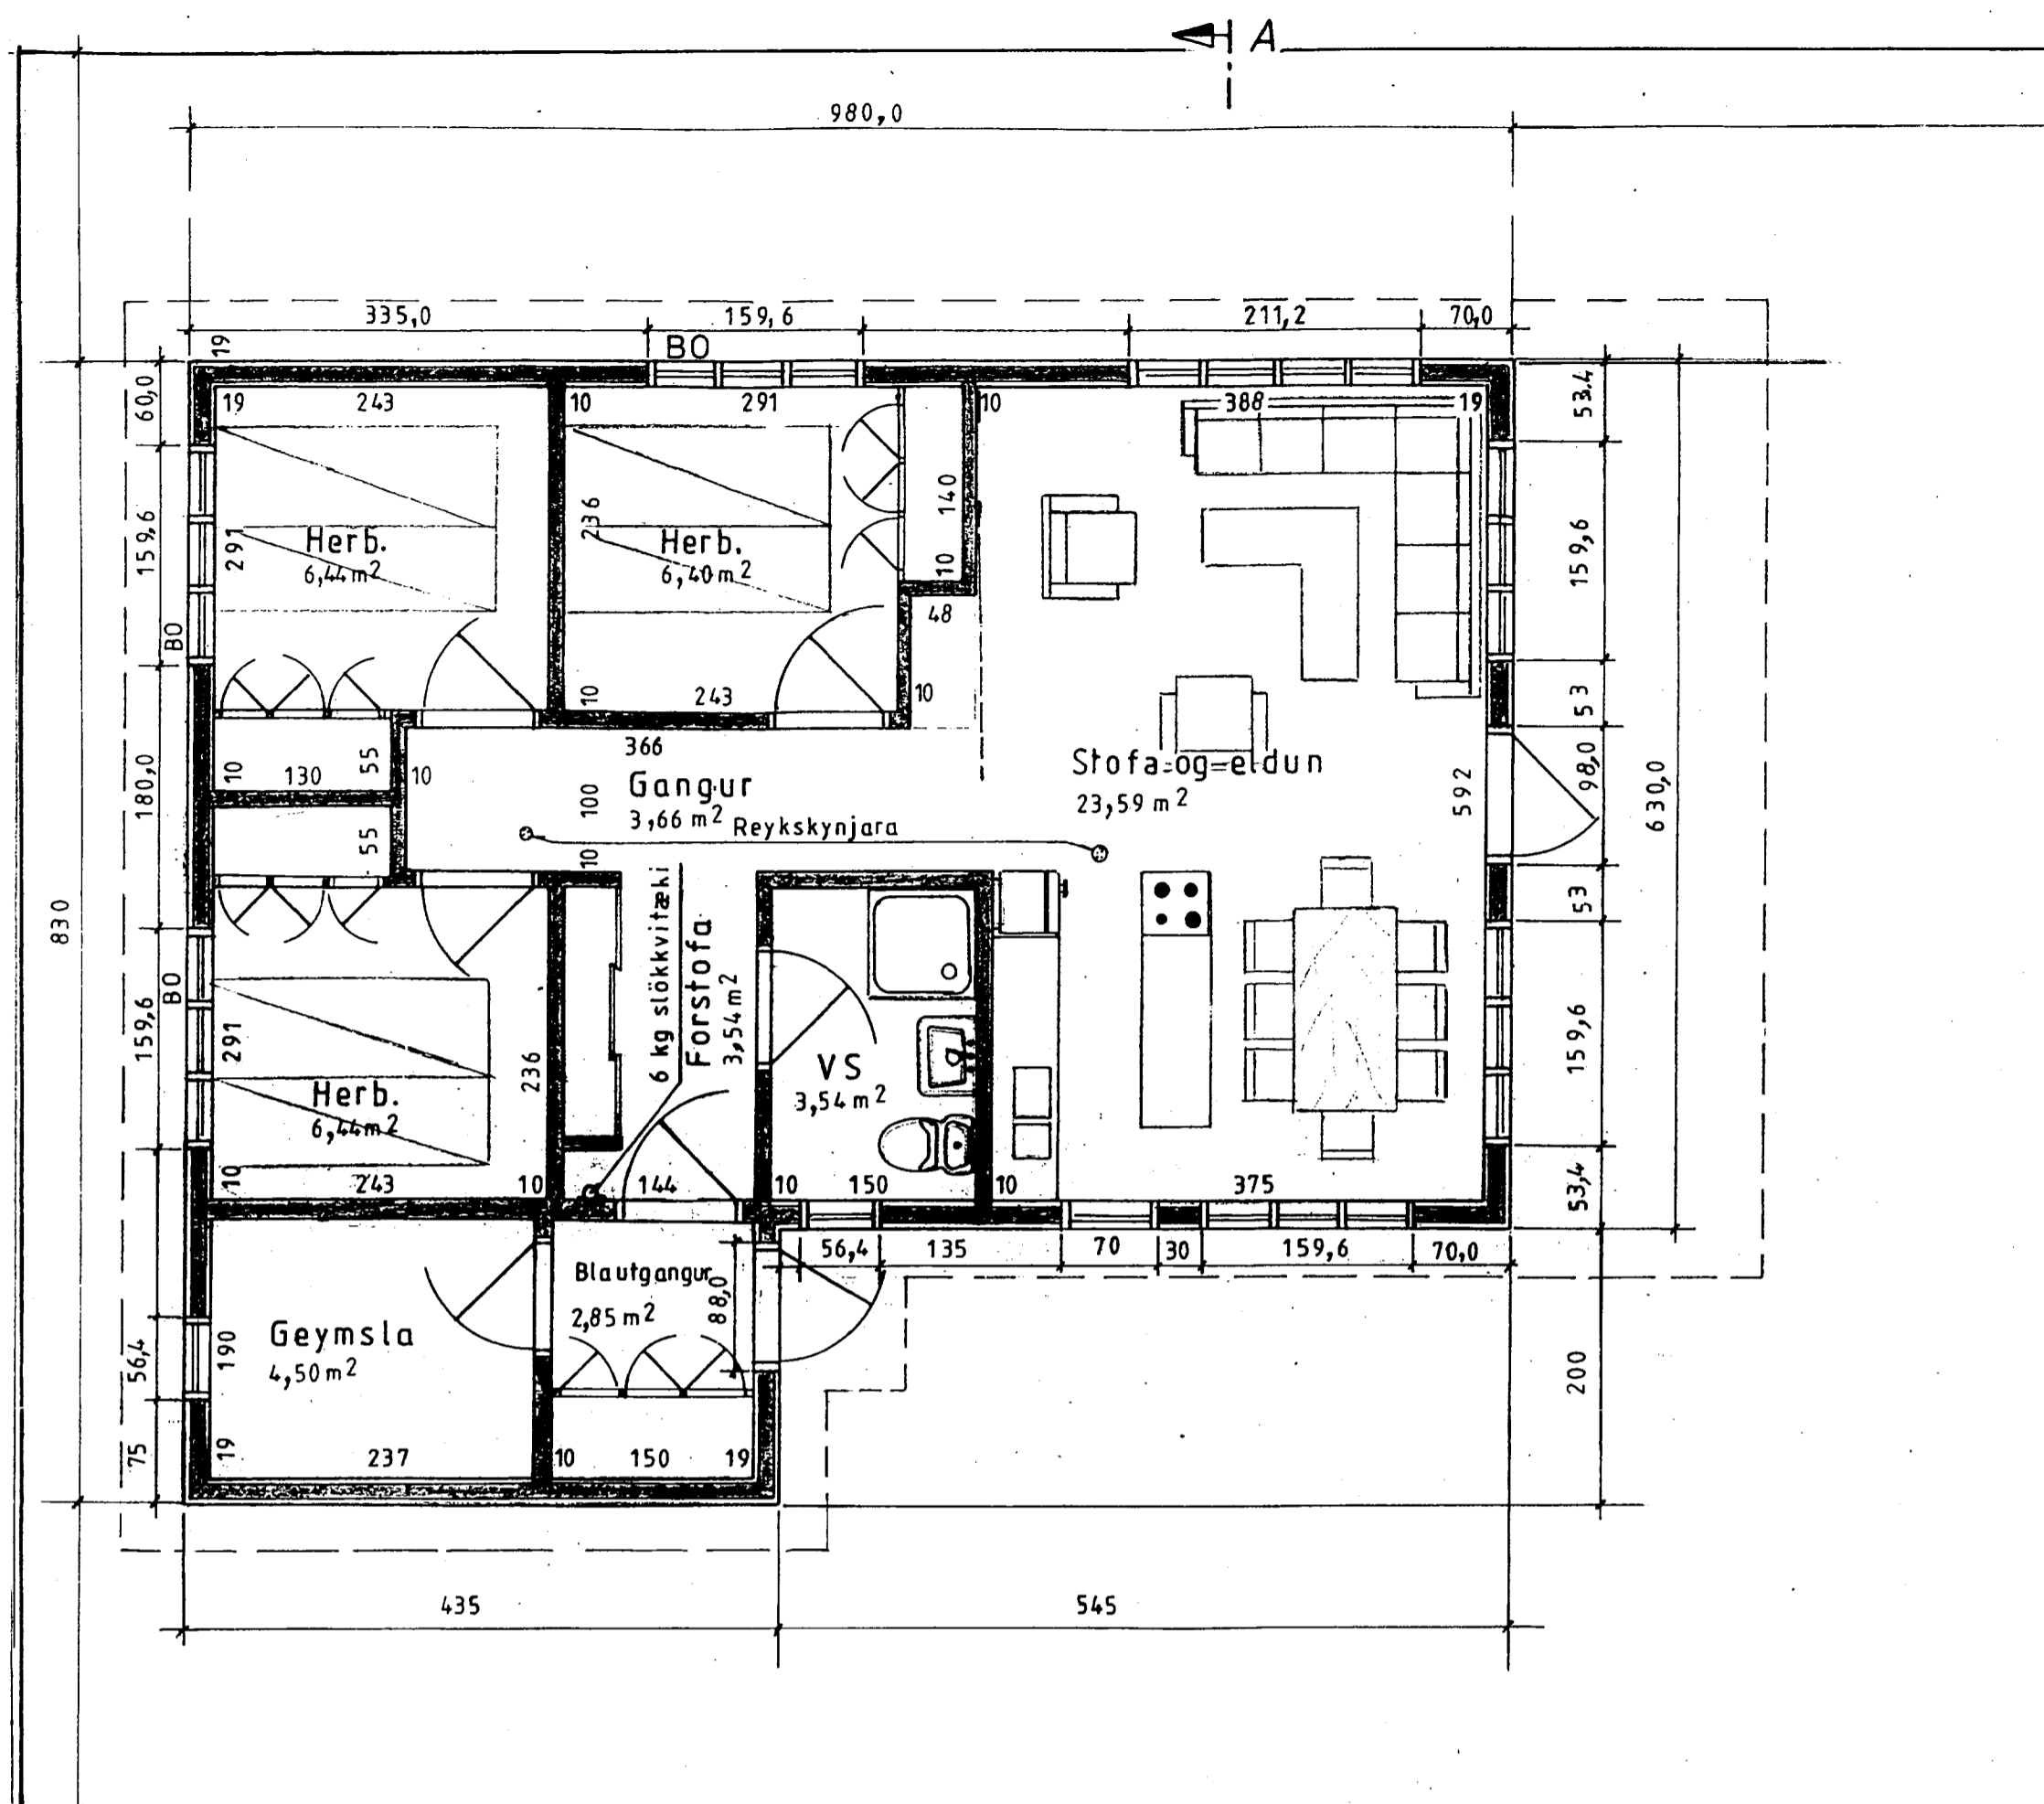 A
980,0
335,0
159,6
211,2
70,0
19
BO
60,0
19
243
10
291
10
388
19
53.4
159,6
291
Herb.
6,44 m2
236
Herb.
6,40 m2
140
10
159,6
BO
48
10
243
10
53
366
180,0
10
130
55
10
Gangur
3,66 m2
100
Reykskynjara
Stofa og eldun
23,59 m2
592
98,0
630,0
55
10
53
830
BO
159,6
291
Herb.
6,44 m2
236
6 kg slökkvitæki
Forstofa
3,54 m2
VS
3,54 m2
159,6
10
243
10
144
10
150
10
375
53,4
56,4
135
70
30
159,6
70,0
Blautgangur
2,85 m2
88,0
Geymsla
4,50 m2
190
56,4
200
75
19
237
10
150
19
435
545